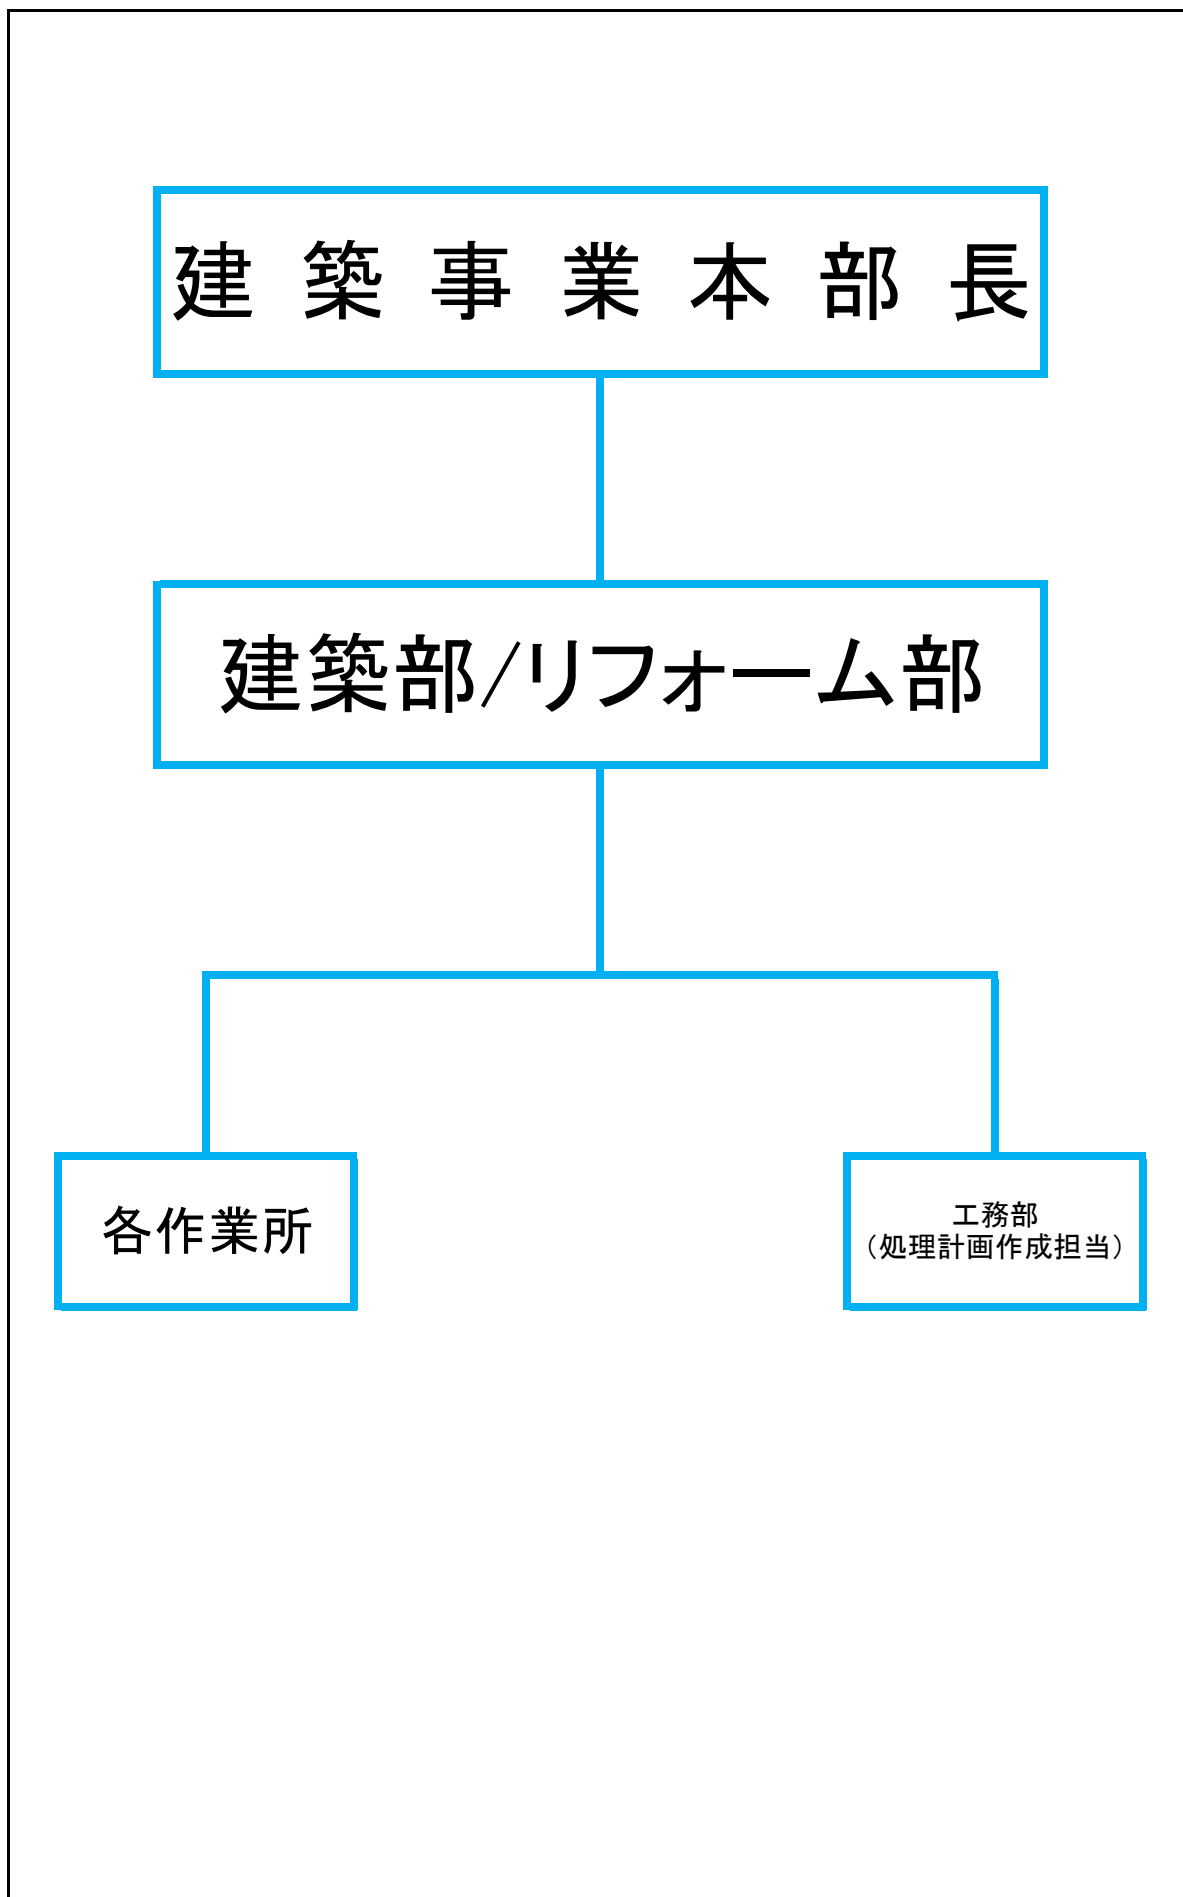 建築事業本部長
建築部/リフォーム部
各作業所
工務部
（処理計画作成担当）